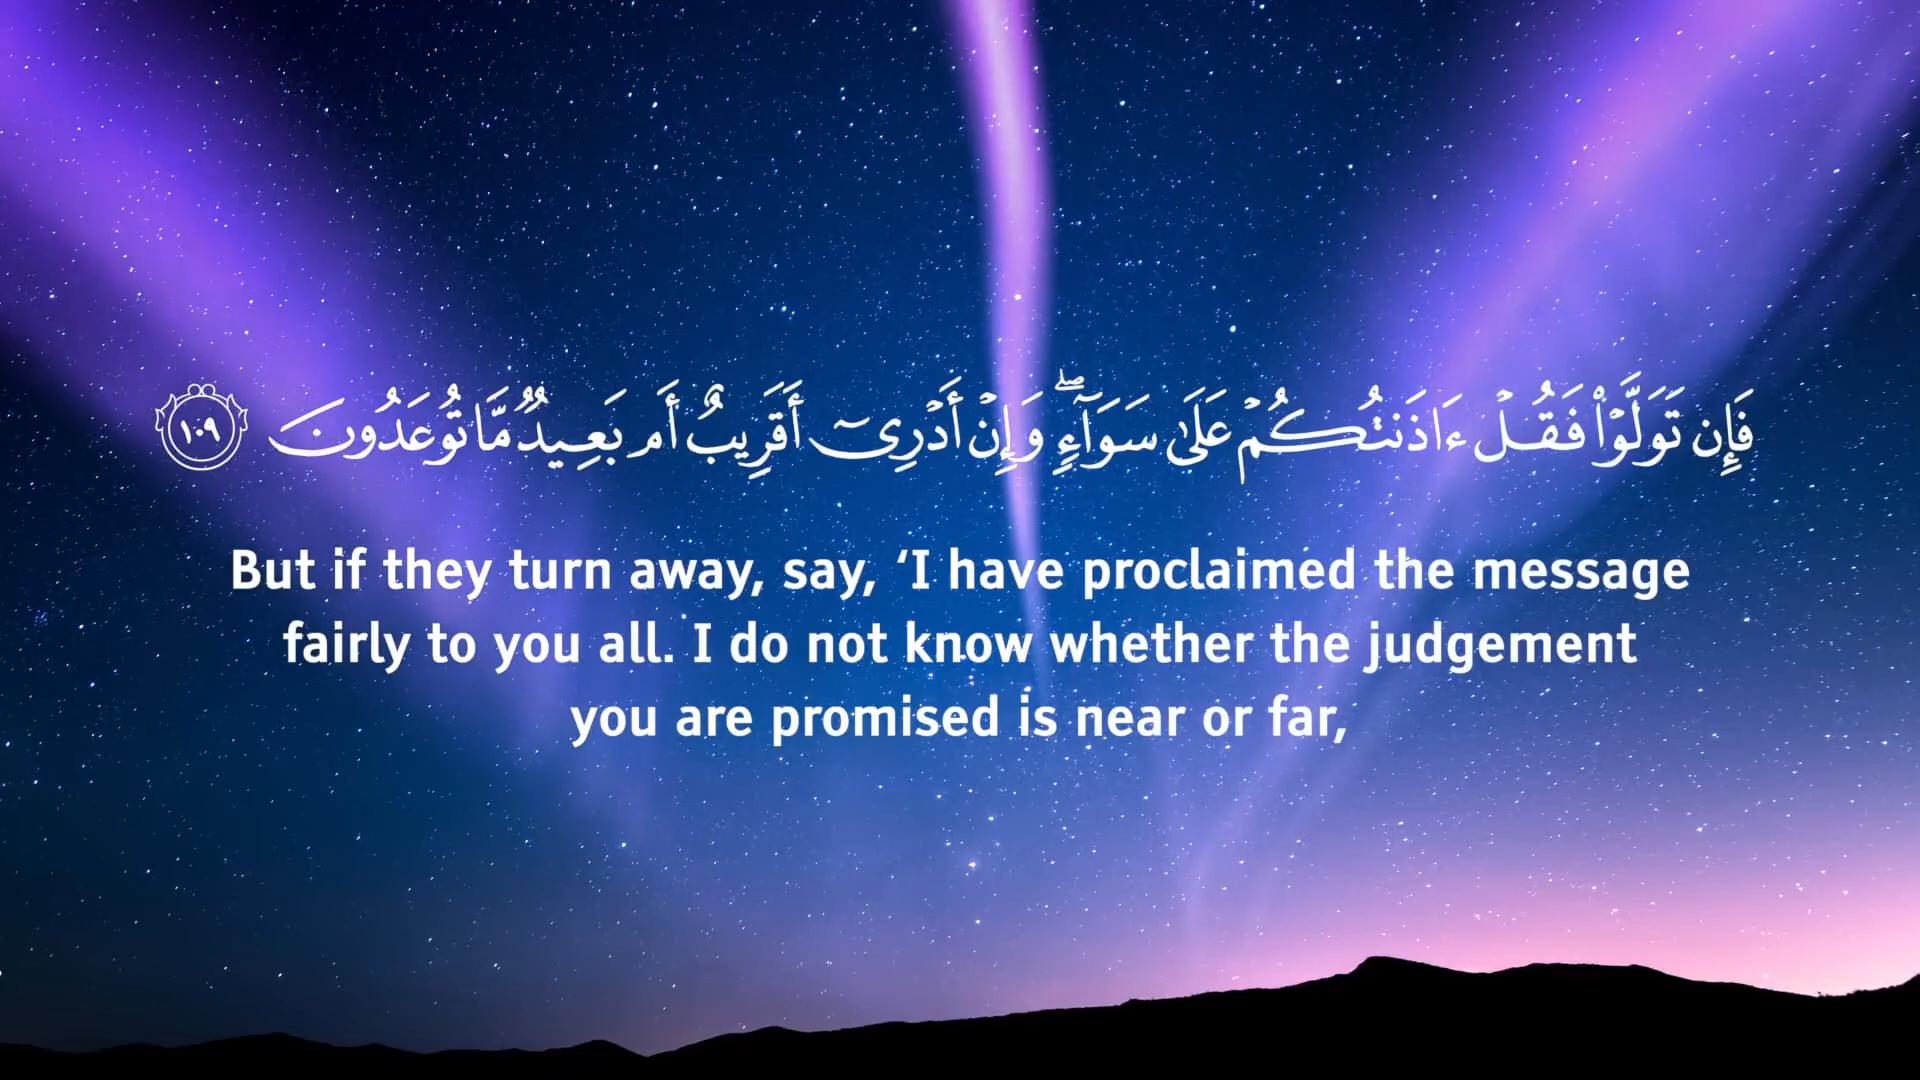 فَإِن تَوَلَّوْا۟ فَقُلْ ءَاذَنتُكُمْ عَلَىٰ سَوَآءٍۢ ۖ وَإِنْ أَدْرِىٓ أَقَرِيبٌ أَم بَعِيدٌۭ مَّا تُوعَدُونَ ١٠٩
But if they turn away, say, ‘I have proclaimed the message
fairly to you all. I do not know whether the judgement
you are promised is near or far,